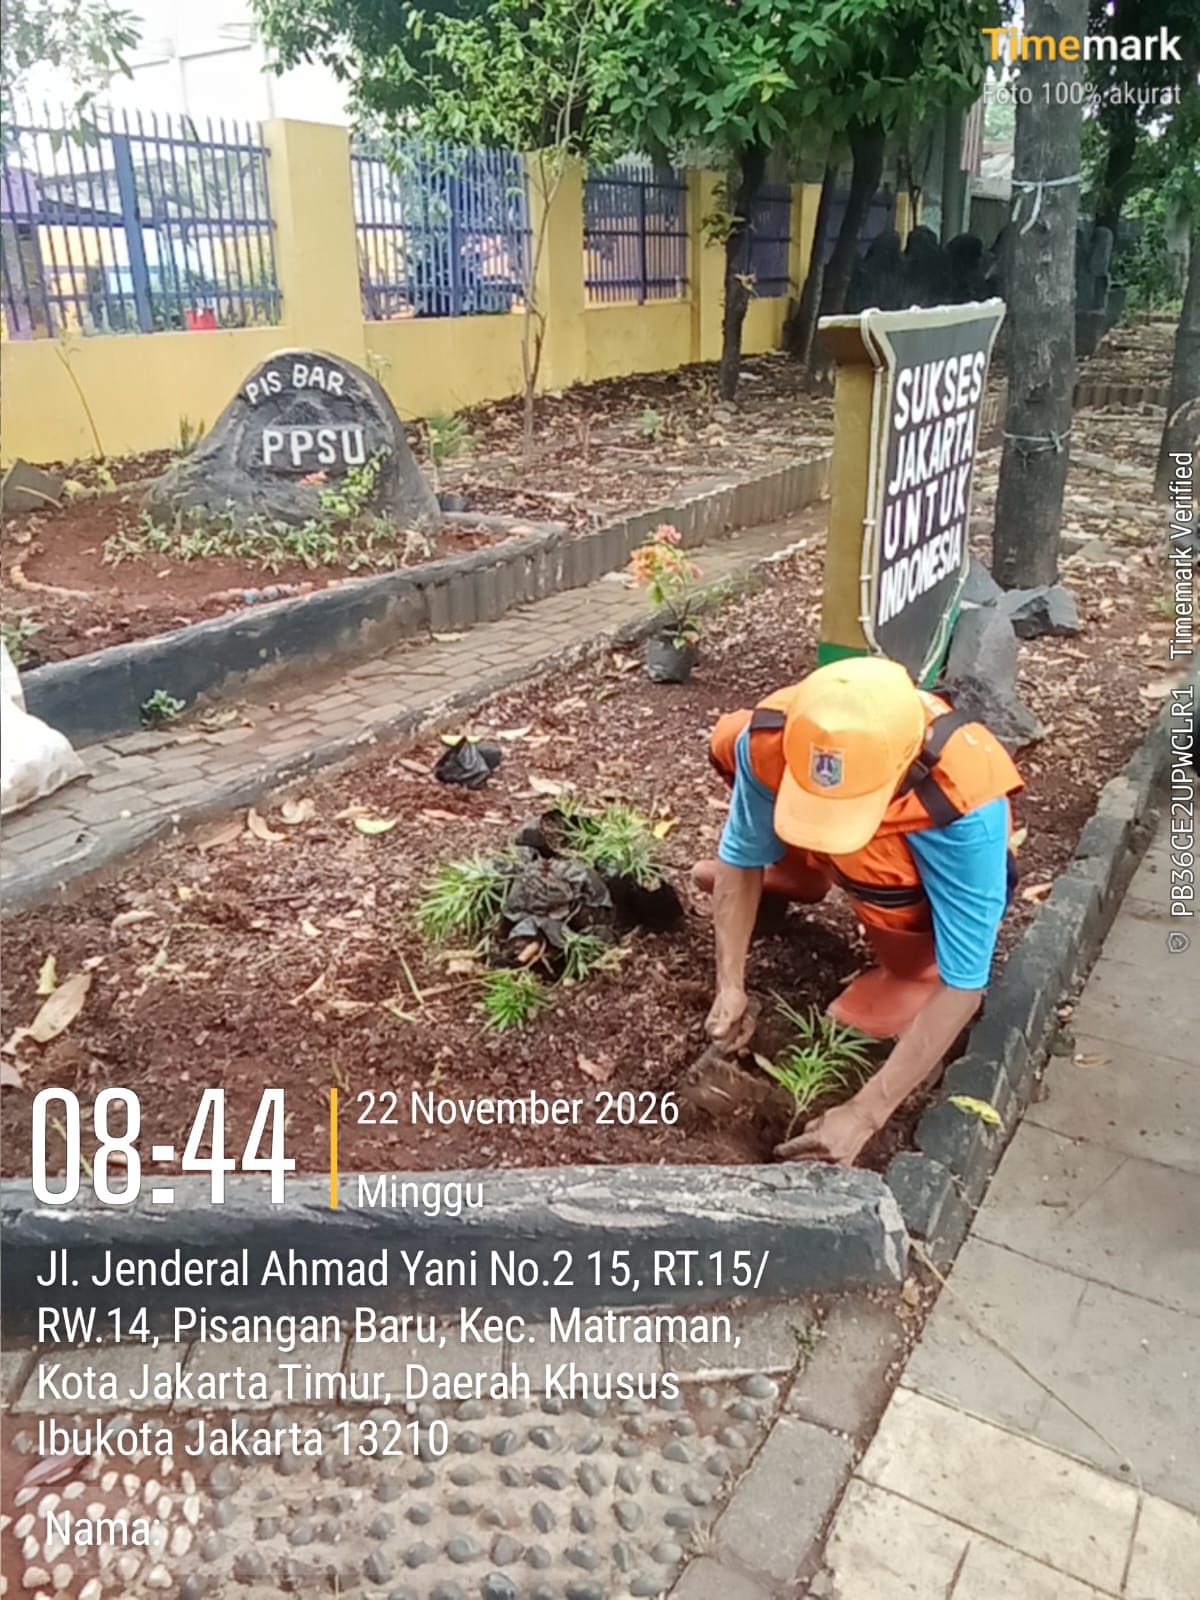 Timemark
Foto 100% akurat
PIS BAR
PPSU
SUKSES
JAKARTA
UNTUK
INDONESIA
PB36CE2UPWCLR1 Timemark Verified
08:44
22 November 2026
Minggu
Jl. Jenderal Ahmad Yani No.2 15, RT.15/
RW.14, Pisangan Baru, Kec. Matraman,
Kota Jakarta Timur, Daerah Khusus
Ibukota Jakarta 13210
Nama: